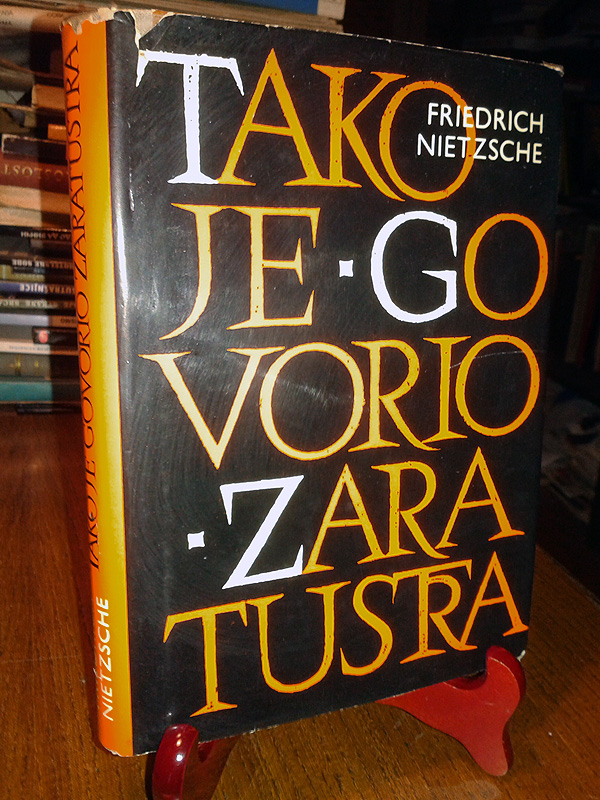 TAKO
FRIEDRICH
NIETZSCHE
JE · GO
VORIO
· ZARA
TUSTRA
TAKO JE GOVORIO ZARATUSTRA
NIETZSCHE